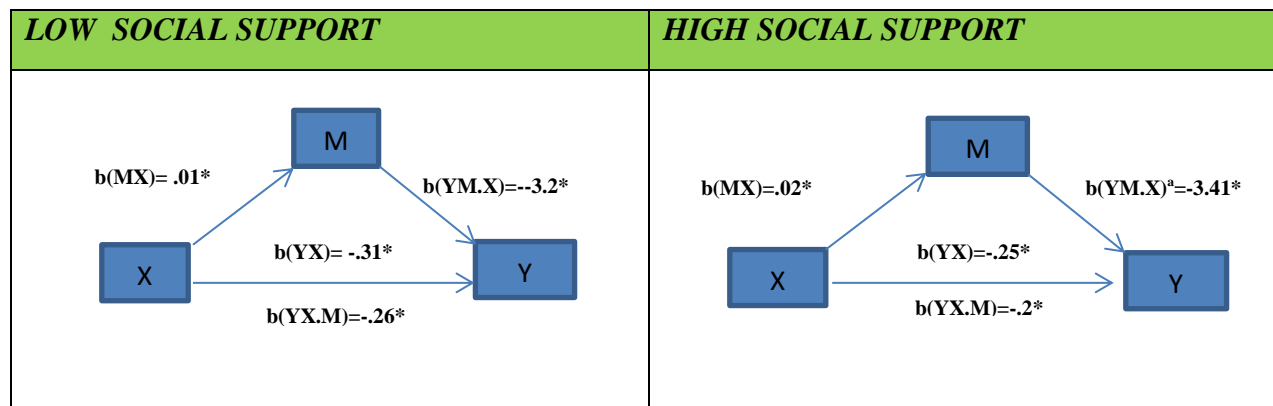 LOW SOCIAL SUPPORT
M
b(MX)= .01*
b(YM.X)=--3.2*
b(YX)= -.31*
X
Y
b(YX.M)=-.26*
HIGH SOCIAL SUPPORT
M
b(MX)=.02*
b(YM.X)ᵃ=-3.41*
b(YX)=-.25*
X
Y
b(YX.M)=-.2*